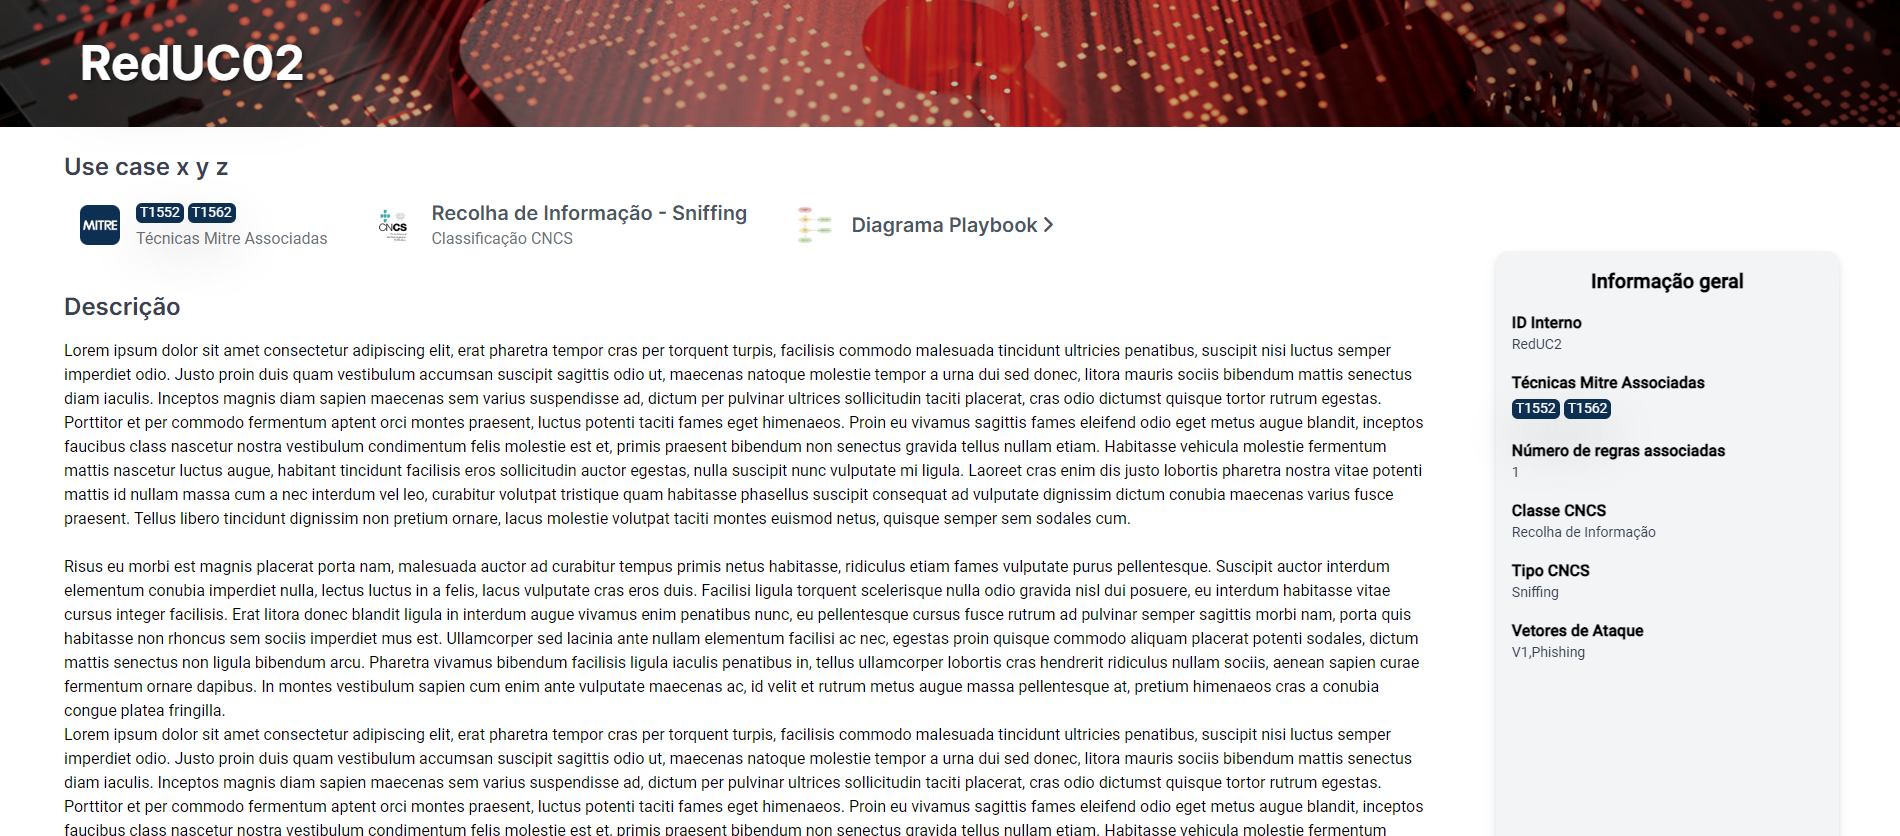 RedUC02
Use case x y z
MITRE
T1552 T1562
Técnicas Mitre Associadas
CNCS
Recolha de Informação - Sniffing
Classificação CNCS
Diagrama Playbook
Descrição
Lorem ipsum dolor sit amet consectetur adipiscing elit, erat pharetra tempor cras per torquent turpis, facilisis commodo malesuada tincidunt ultricies penatibus, suscipit nisi luctus semper
imperdiet odio. Justo proin duis quam vestibulum accumsan suscipit sagittis odio ut, maecenas natoque molestie tempor a urna dui sed donec, litora mauris sociis bibendum mattis senectus
diam iaculis. Inceptos magnis diam sapien maecenas sem varius suspendisse ad, dictum per pulvinar ultrices sollicitudin taciti placerat, cras odio dictumst quisque tortor rutrum egestas.
Porttitor et per commodo fermentum aptent orci montes praesent, luctus potenti taciti fames eget himenaeos. Proin eu vivamus sagittis fames eleifend odio eget metus augue blandit, inceptos
faucibus class nascetur nostra vestibulum condimentum felis molestie est et, primis praesent bibendum non senectus gravida tellus nullam etiam. Habitasse vehicula molestie fermentum
mattis nascetur luctus augue, habitant tincidunt facilisis eros sollicitudin auctor egestas, nulla suscipit nunc vulputate mi ligula. Laoreet cras enim dis justo lobortis pharetra nostra vitae potenti
mattis id nullam massa cum a nec interdum vel leo, curabitur volutpat tristique quam habitasse phasellus suscipit consequat ad vulputate dignissim dictum conubia maecenas varius fusce
praesent. Tellus libero tincidunt dignissim non pretium ornare, lacus molestie volutpat taciti montes euismod netus, quisque semper sem sodales cum.
Risus eu morbi est magnis placerat porta nam, malesuada auctor ad curabitur tempus primis netus habitasse, ridiculus etiam fames vulputate purus pellentesque. Suscipit auctor interdum
elementum conubia imperdiet nulla, lectus luctus in a felis, lacus vulputate cras eros duis. Facilisi ligula torquent scelerisque nulla odio gravida nisl dui posuere, eu interdum habitasse vitae
cursus integer facilisis. Erat litora donec blandit ligula in interdum augue vivamus enim penatibus nunc, eu pellentesque cursus fusce rutrum ad pulvinar semper sagittis morbi nam, porta quis
habitasse non rhoncus sem sociis imperdiet mus est. Ullamcorper sed lacinia ante nullam elementum facilisi ac nec, egestas proin quisque commodo aliquam placerat potenti sodales, dictum
mattis senectus non ligula bibendum arcu. Pharetra vivamus bibendum facilisis ligula iaculis penatibus in, tellus ullamcorper lobortis cras hendrerit ridiculus nullam sociis, aenean sapien curae
fermentum ornare dapibus. In montes vestibulum sapien cum enim ante vulputate maecenas ac, id velit et rutrum metus augue massa pellentesque at, pretium himenaeos cras a conubia
congue platea fringilla.
Lorem ipsum dolor sit amet consectetur adipiscing elit, erat pharetra tempor cras per torquent turpis, facilisis commodo malesuada tincidunt ultricies penatibus, suscipit nisi luctus semper
imperdiet odio. Justo proin duis quam vestibulum accumsan suscipit sagittis odio ut, maecenas natoque molestie tempor a urna dui sed donec, litora mauris sociis bibendum mattis senectus
diam iaculis. Inceptos magnis diam sapien maecenas sem varius suspendisse ad, dictum per pulvinar ultrices sollicitudin taciti placerat, cras odio dictumst quisque tortor rutrum egestas.
Porttitor et per commodo fermentum aptent orci montes praesent, luctus potenti taciti fames eget himenaeos. Proin eu vivamus sagittis fames eleifend odio eget metus augue blandit, inceptos
faucibus class nascetur nostra vestibulum condimentum felis molestie est et, primis praesent bibendum non senectus gravida tellus nullam etiam. Habitasse vehicula molestie fermentum
Informação geral
ID Interno
RedUC2
Técnicas Mitre Associadas
T1552 T1562
Número de regras associadas
1
Classe CNCS
Recolha de Informação
Tipo CNCS
Sniffing
Vetores de Ataque
V1,Phishing